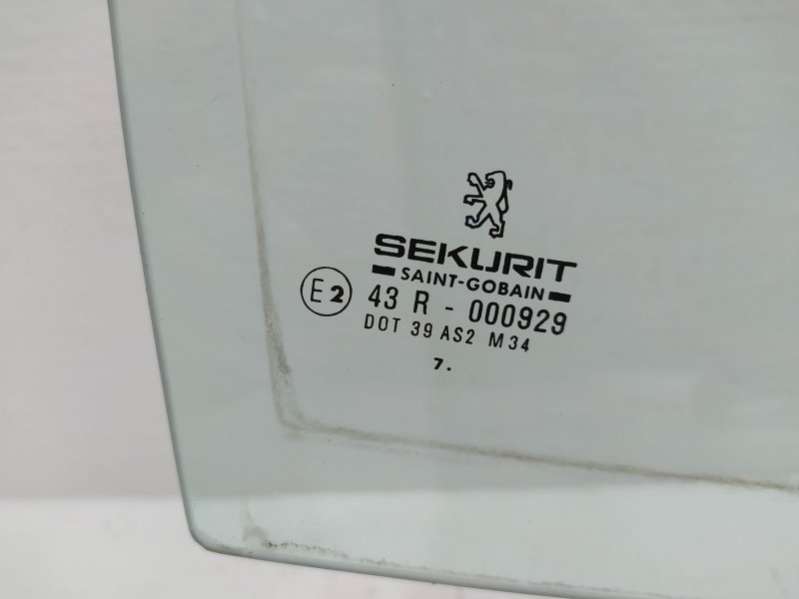 SEKURIT
SAINT-GOBAIN
E2 43 R - 000929
DOT 39 AS2 M34
7.